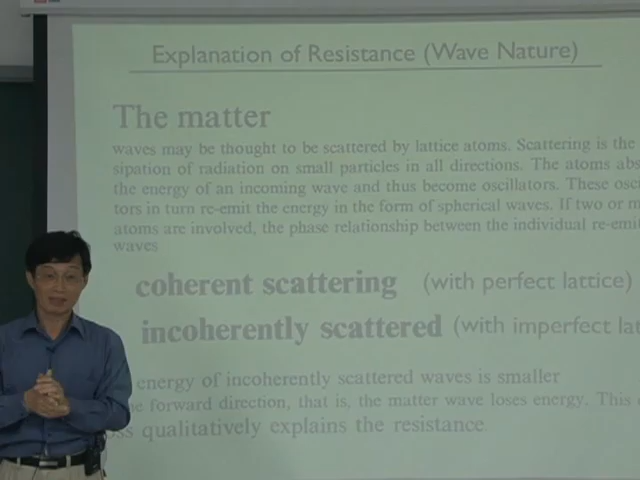 Explanation of Resistance (Wave Nature)
The matter
waves may be thought to be scattered by lattice atoms. Scattering is the
sipation of radiation on small particles in all directions. The atoms abs
the energy of an incoming wave and thus become oscillators. These osc
tors in turn re-emit the energy in the form of spherical waves. If two or m
atoms are involved, the phase relationship between the individual re-emit
waves
coherent scattering (with perfect lattice)
incoherently scattered (with imperfect lat
energy of incoherently scattered waves is smaller
e forward direction, that is, the matter wave loses energy. This
ss qualitatively explains the resistance